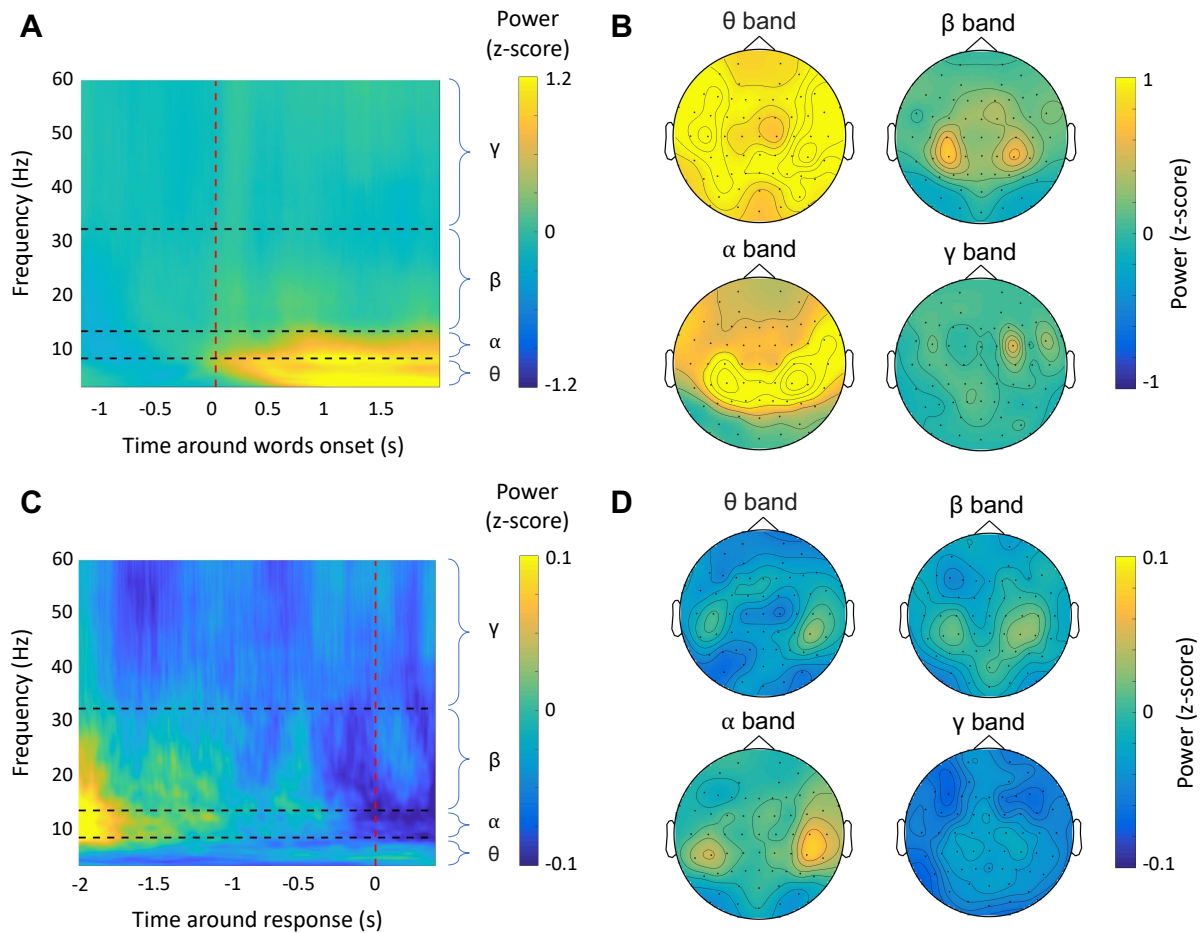 A
Power
(z-score)
60
50
40
30
20
10
Frequency (Hz)
γ
β
α
θ
1.2
0
-1.2
-1
-0.5
0
0.5
1
1.5
Time around words onset (s)
B
θ band
β band
α band
γ band
1
0
-1
Power (z-score)
C
Power
(z-score)
60
50
40
30
20
10
Frequency (Hz)
γ
β
α
θ
0.1
0
-0.1
-2
-1.5
-1
-0.5
0
Time around response (s)
D
θ band
β band
α band
γ band
0.1
0
-0.1
Power (z-score)